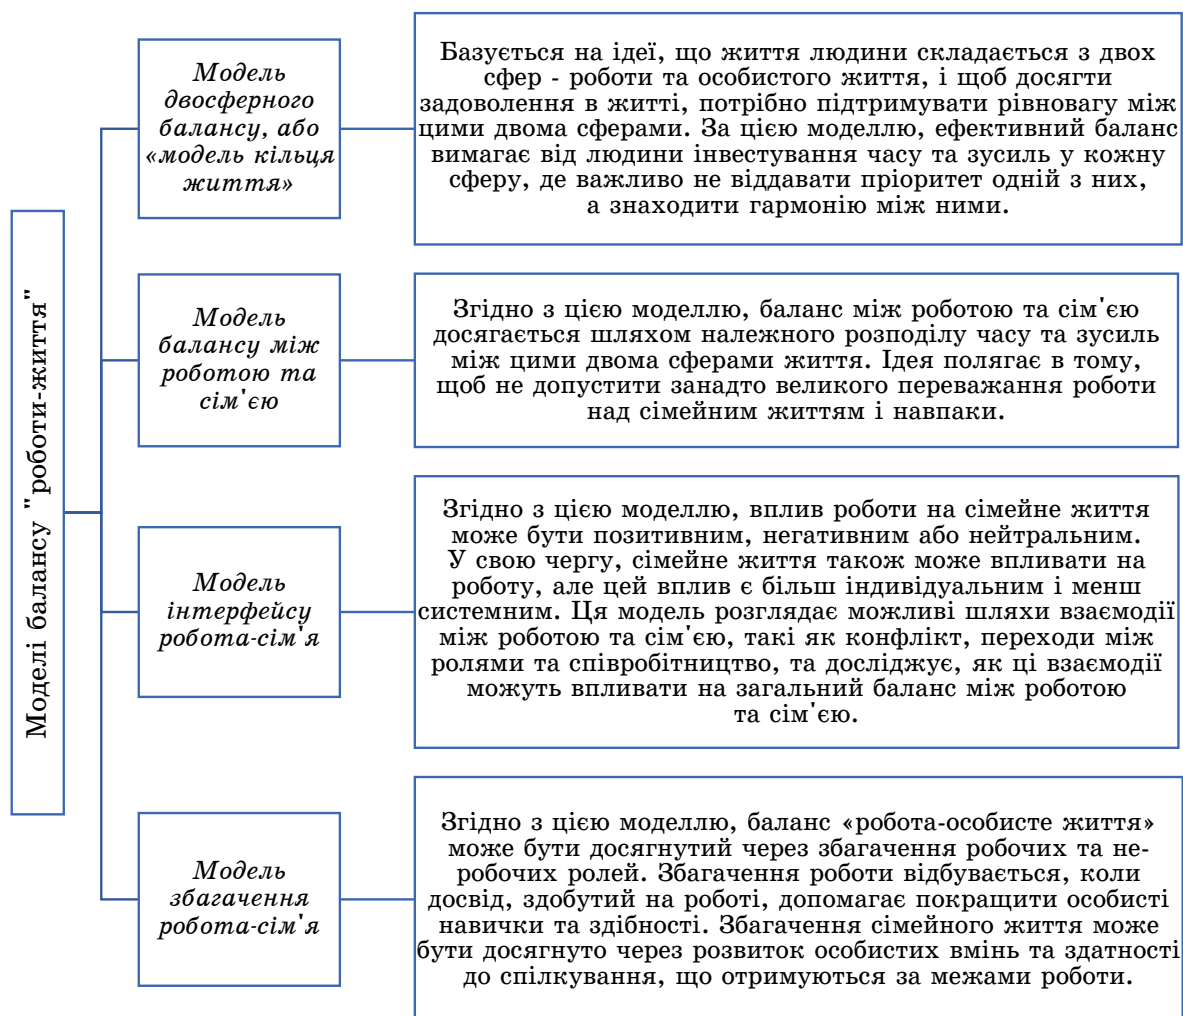 Моделі балансу "роботи-життя"
Модель
двосферного
балансу, або
«модель кільця
життя»
Базується на ідеї, що життя людини складається з двох
сфер - роботи та особистого життя, і щоб досягти
задоволення в житті, потрібно підтримувати рівновагу між
цими двома сферами. За цією моделлю, ефективний баланс
вимагає від людини інвестування часу та зусиль у кожну
сферу, де важливо не віддавати пріоритет одній з них,
а знаходити гармонію між ними.
Модель
балансу між
роботою та
сім'єю
Згідно з цією моделлю, баланс між роботою та сім'єю
досягається шляхом належного розподілу часу та зусиль
між цими двома сферами життя. Ідея полягає в тому,
щоб не допустити занадто великого переважання роботи
над сімейним життям і навпаки.
Модель
інтерфейсу
робота-сім'я
Згідно з цією моделлю, вплив роботи на сімейне життя
може бути позитивним, негативним або нейтральним.
У свою чергу, сімейне життя також може впливати на
роботу, але цей вплив є більш індивідуальним і менш
системним. Ця модель розглядає можливі шляхи взаємодії
між роботою та сім'єю, такі як конфлікт, переходи між
ролями та співробітництво, та досліджує, як ці взаємодії
можуть впливати на загальний баланс між роботою
та сім'єю.
Модель
збагачення
робота-сім'я
Згідно з цією моделлю, баланс «робота-особисте життя»
може бути досягнутий через збагачення робочих та не-
робочих ролей. Збагачення роботи відбувається, коли
досвід, здобутий на роботі, допомагає покращити особисті
навички та здібності. Збагачення сімейного життя може
бути досягнуто через розвиток особистих вмінь та здатності
до спілкування, що отримуються за межами роботи.